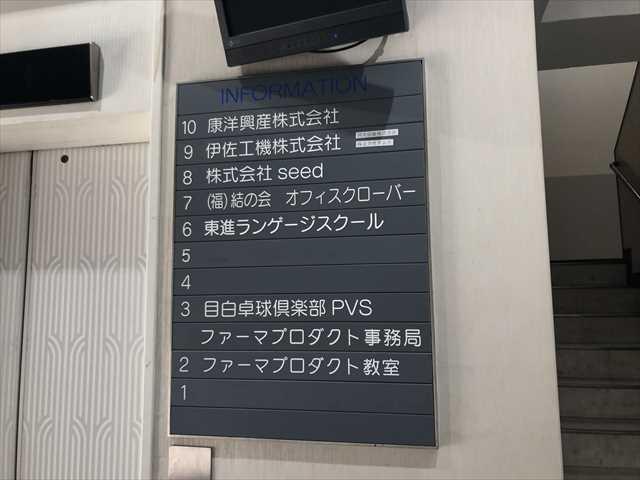 INFORMATION
10 康洋興産株式会社
9 伊佐工機株式会社
8 株式会社 seed
7 (福)結の会 オフィスクローバー
6 東進ランゲージスクール
5
4
3 目白卓球倶楽部 PVS
ファーマプロダクト事務局
2 ファーマプロダクト教室
1